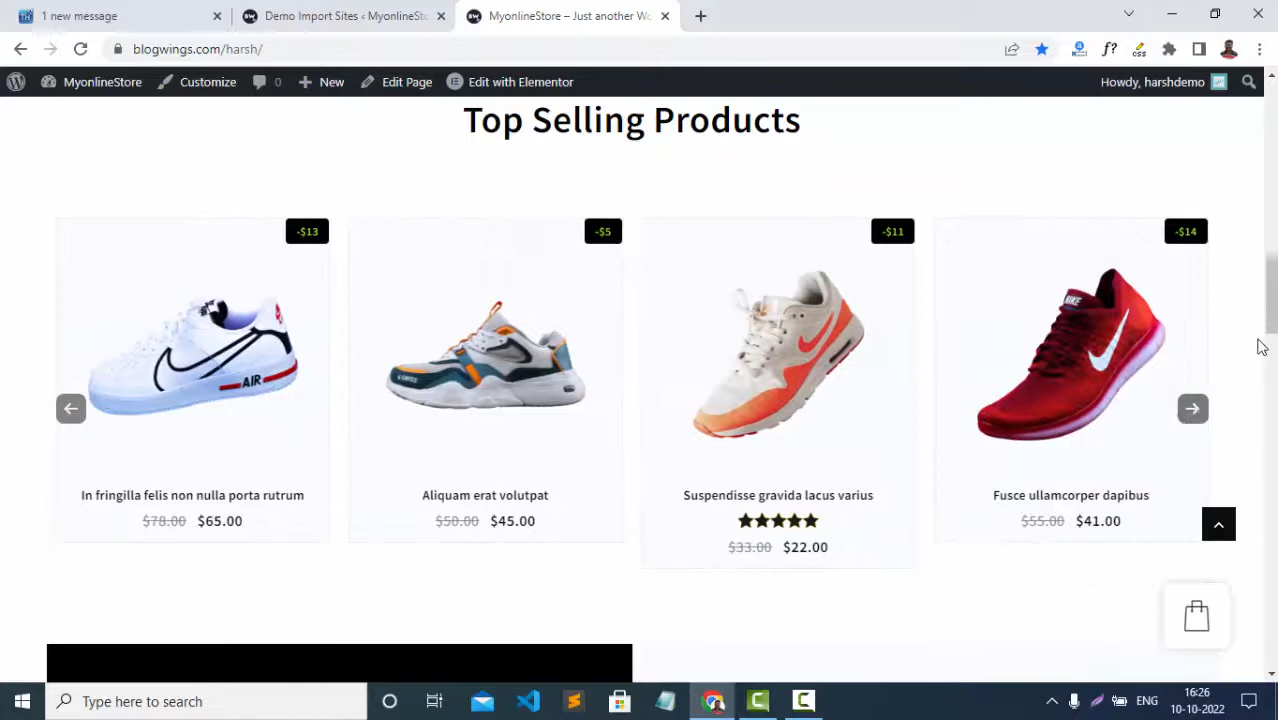 1 new message
Demo Import Sites ‹ MyonlineSto
MyonlineStore – Just another Wo
blogwings.com/harsh/
MyonlineStore
Customize
0
New
Edit Page
Edit with Elementor
Howdy, harshdemo
Top Selling Products
-$13
-$5
-$11
-$14
AIR
NIKE
In fringilla felis non nulla porta rutrum
Aliquam erat volutpat
Suspendisse gravida lacus varius
Fusce ullamcorper dapibus
$78.00 $65.00
$50.00 $45.00
$33.00 $22.00
$55.00 $41.00
Type here to search
ENG
16:26
10-10-2022